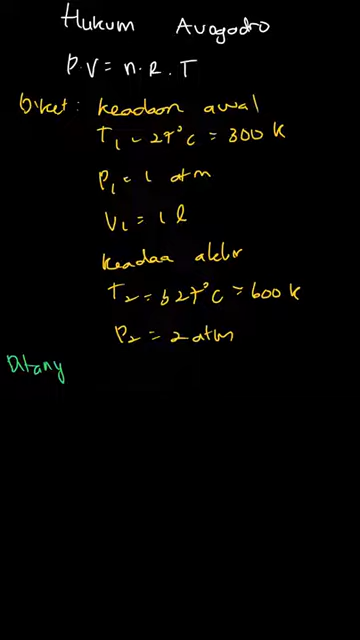 Hukum Avogadro
P.V = n.R.T
Diket : Keadaan awal
T₁ = 27°C = 300 K
P₁ = 1 atm
V₁ = 1 l
Keadaa akhir
T₂ = 327°C = 600 K
P₂ = 2 atm
Ditany